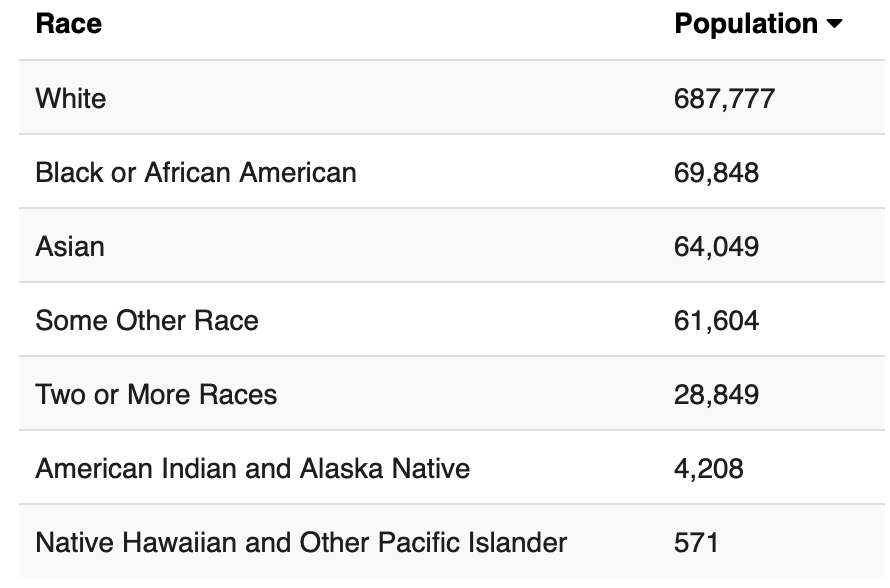 Race Population
White 687,777
Black or African American 69,848
Asian 64,049
Some Other Race 61,604
Two or More Races 28,849
American Indian and Alaska Native 4,208
Native Hawaiian and Other Pacific Islander 571